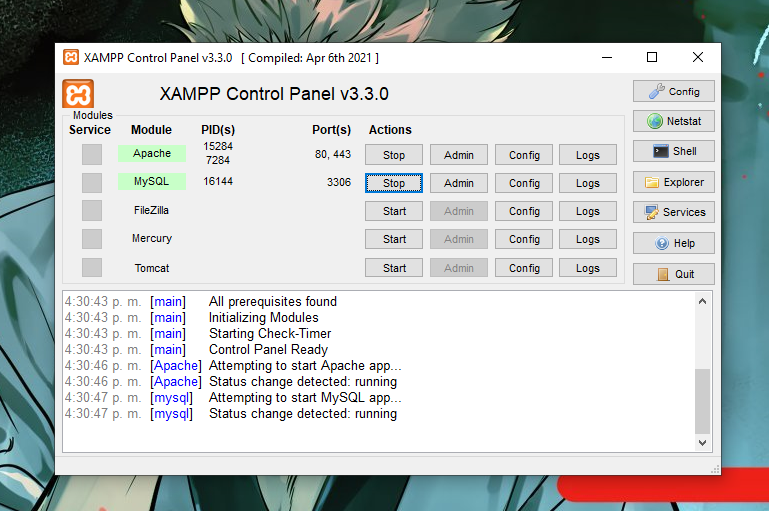 XAMPP Control Panel v3.3.0 [ Compiled: Apr 6th 2021 ]
XAMPP Control Panel v3.3.0
Config
Modules
Service Module PID(s) Port(s) Actions
Netstat
Apache 15284 7284 80, 443 Stop Admin Config Logs
Shell
MySQL 16144 3306 Stop Admin Config Logs
Explorer
FileZilla Start Admin Config Logs
Services
Mercury Start Admin Config Logs
Help
Tomcat Start Admin Config Logs
Quit
4:30:43 p. m. [main] All prerequisites found
4:30:43 p. m. [main] Initializing Modules
4:30:43 p. m. [main] Starting Check-Timer
4:30:43 p. m. [main] Control Panel Ready
4:30:46 p. m. [Apache] Attempting to start Apache app...
4:30:46 p. m. [Apache] Status change detected: running
4:30:47 p. m. [mysql] Attempting to start MySQL app...
4:30:47 p. m. [mysql] Status change detected: running